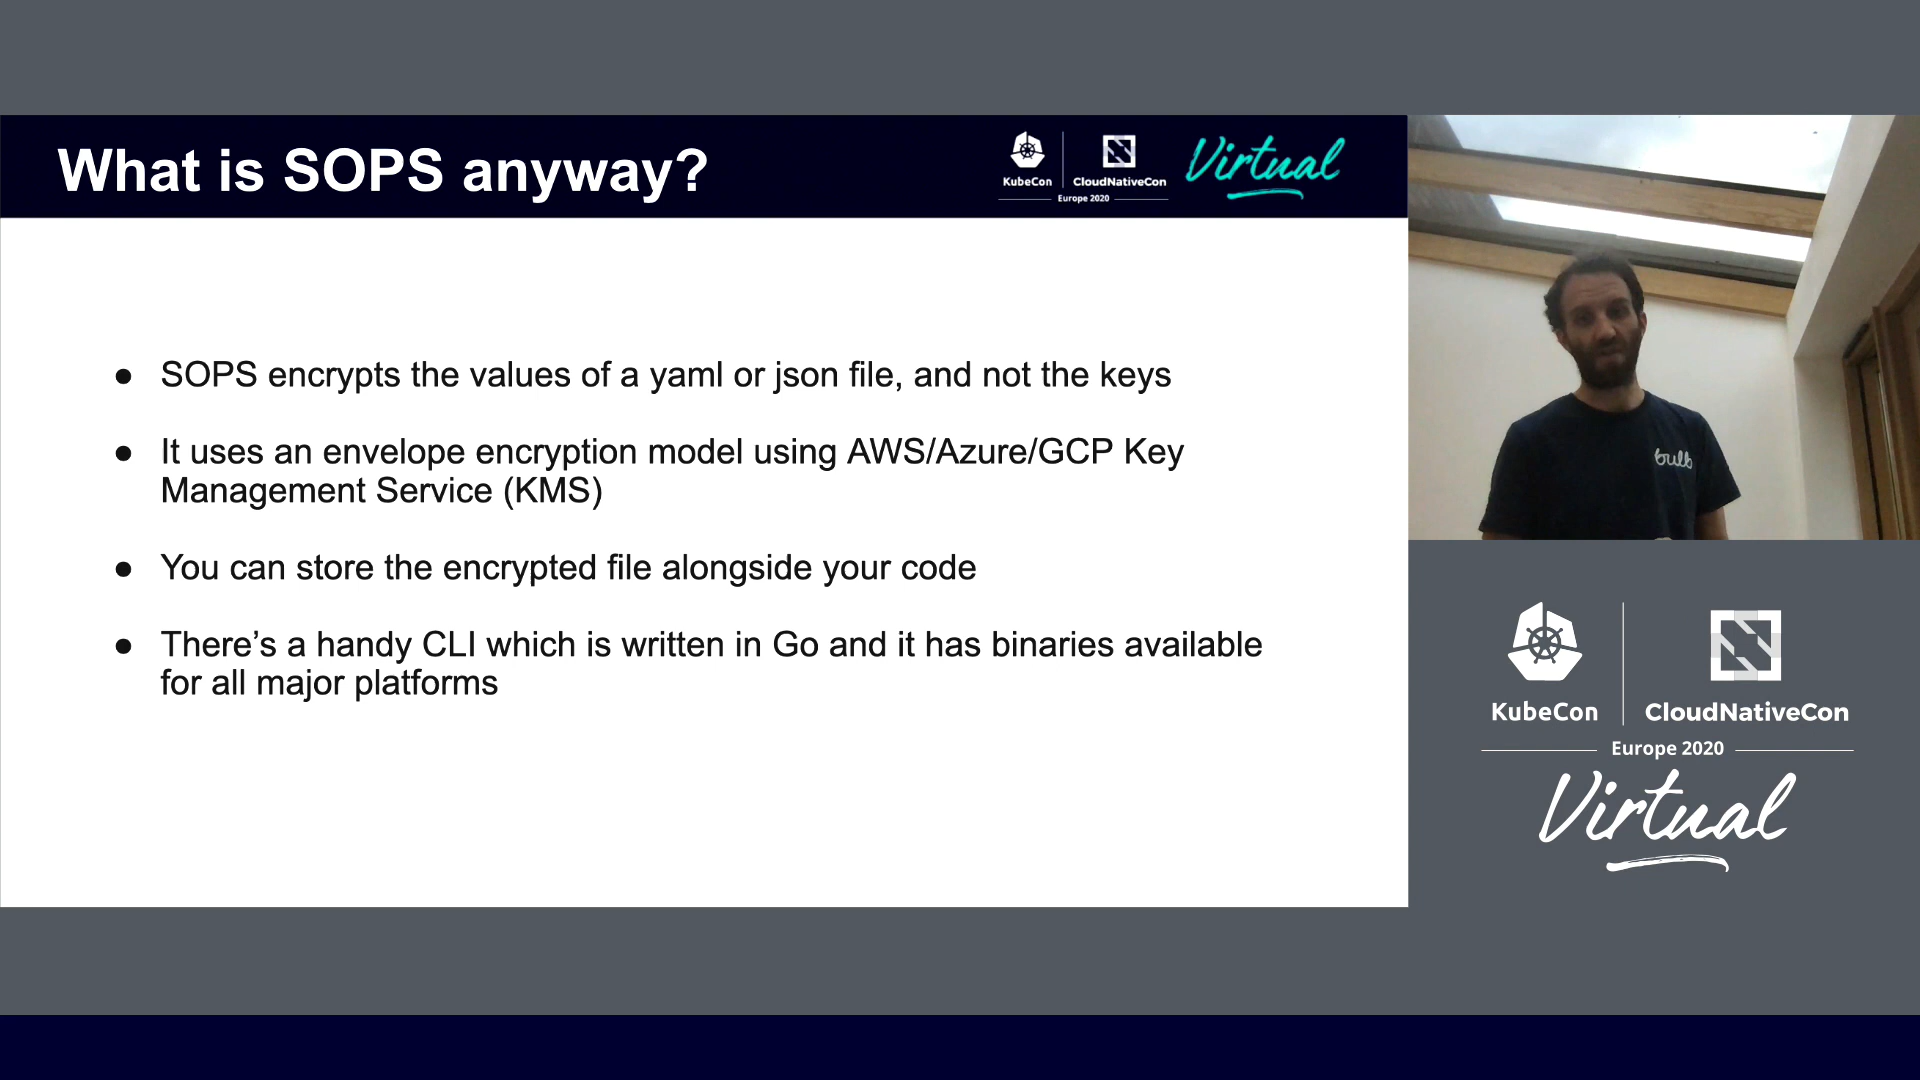 What is SOPS anyway?
KubeCon
CloudNativeCon
Europe 2020
Virtual
● SOPS encrypts the values of a yaml or json file, and not the keys
● It uses an envelope encryption model using AWS/Azure/GCP Key
Management Service (KMS)
● You can store the encrypted file alongside your code
● There’s a handy CLI which is written in Go and it has binaries available
for all major platforms
bulb
KubeCon
CloudNativeCon
Europe 2020
Virtual